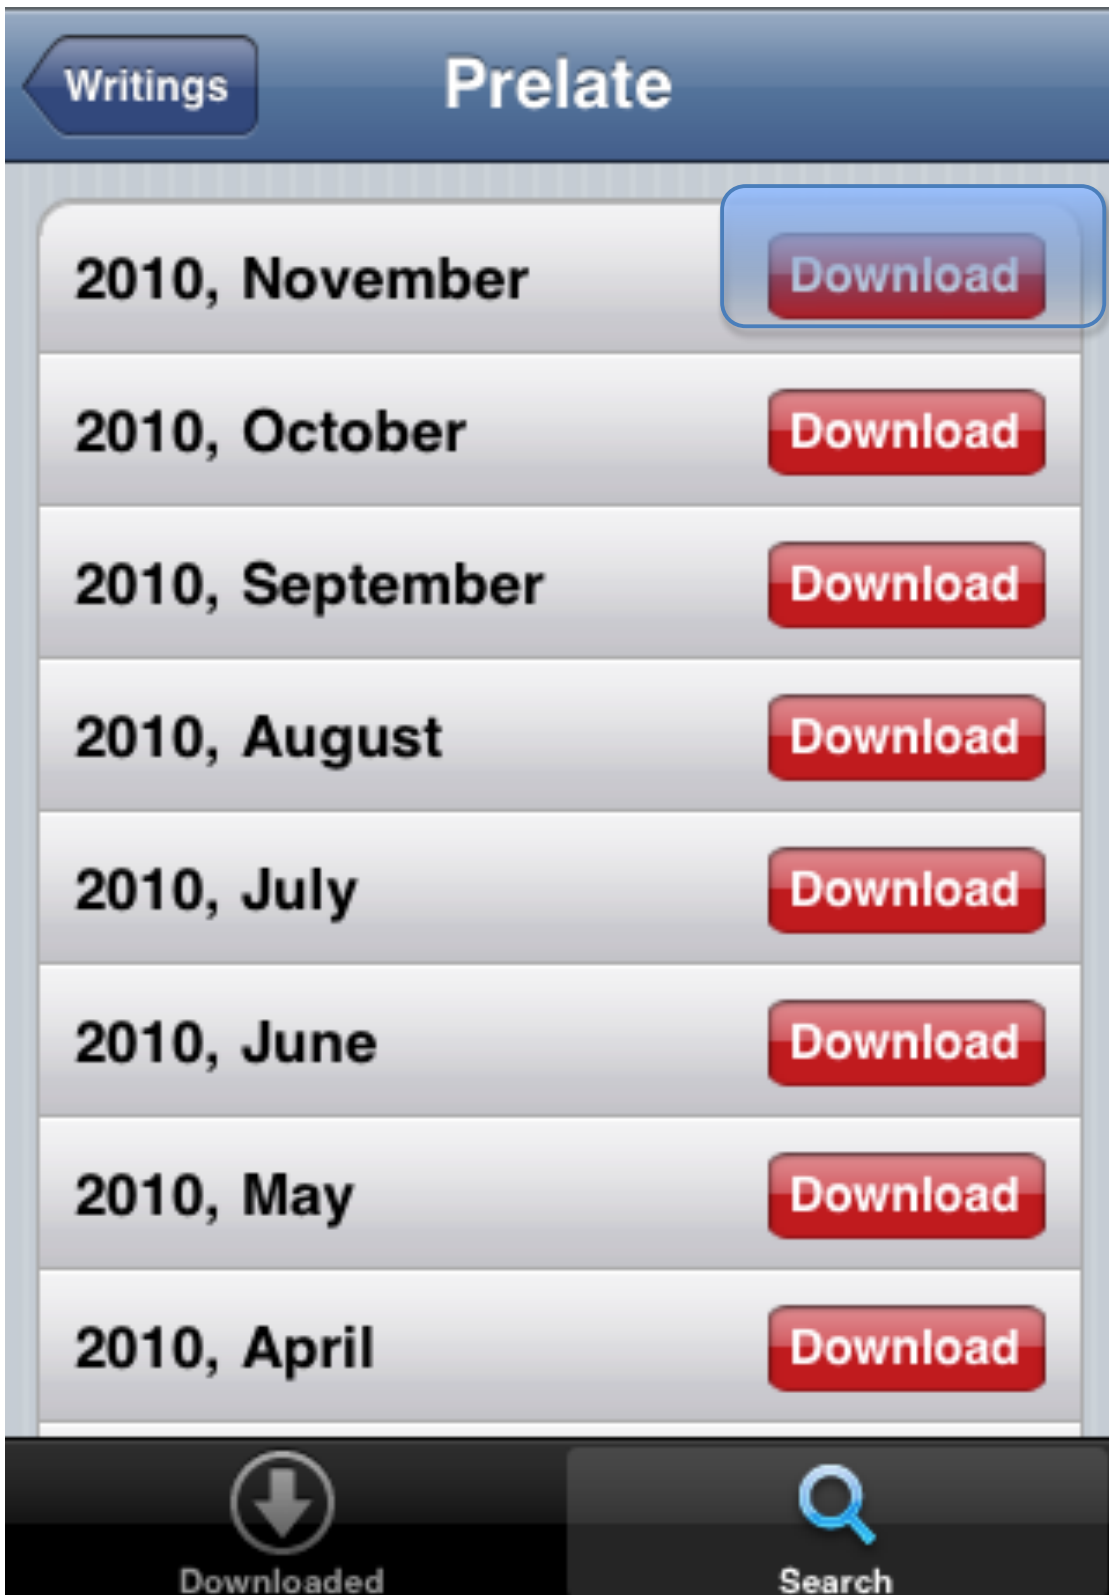 Writings Prelate
2010, November Download
2010, October Download
2010, September Download
2010, August Download
2010, July Download
2010, June Download
2010, May Download
2010, April Download
Downloaded Search